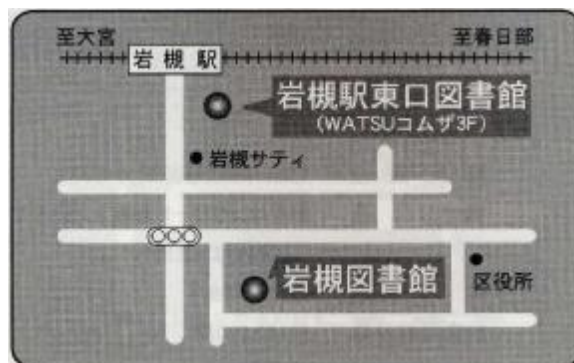 至大宮
至春日部
岩槻駅
岩槻駅東口図書館
(WATSUコムザ3F)
岩槻サティ
岩槻図書館
区役所